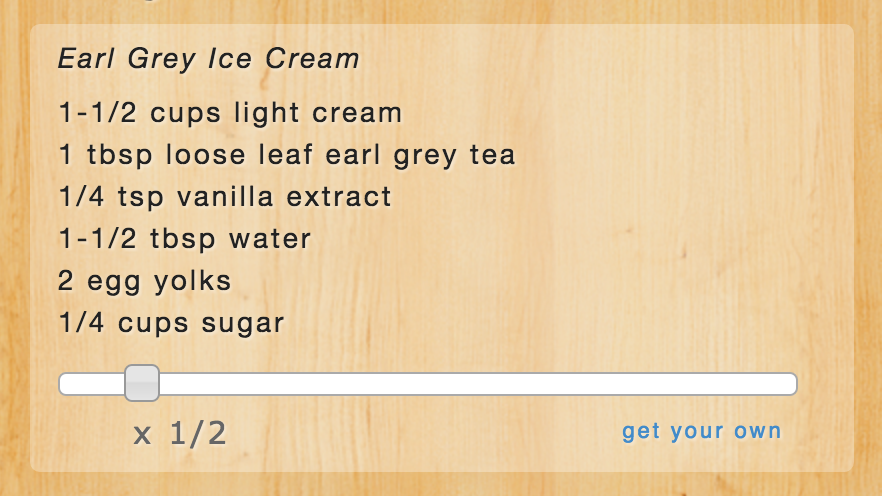 Earl Grey Ice Cream
1-1/2 cups light cream
1 tbsp loose leaf earl grey tea
1/4 tsp vanilla extract
1-1/2 tbsp water
2 egg yolks
1/4 cups sugar
x 1/2
get your own